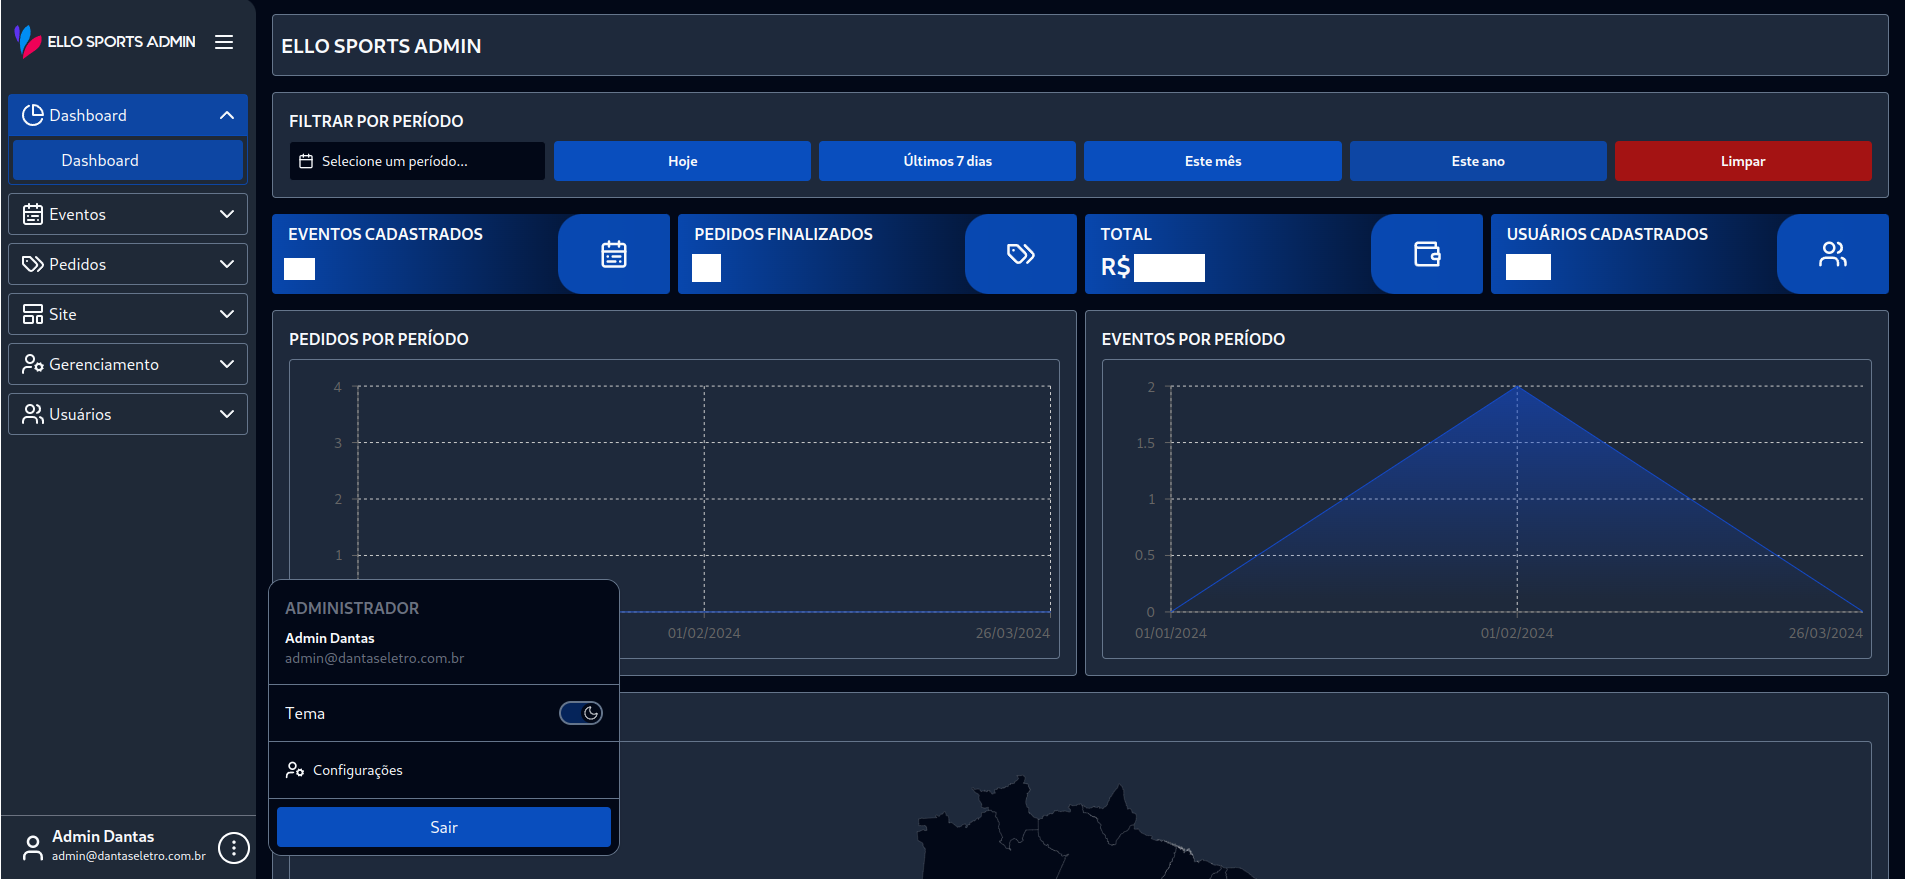 ELLO SPORTS ADMIN
Dashboard
Dashboard
Eventos
Pedidos
Site
Gerenciamento
Usuários
Admin Dantas
admin@dantaseletro.com.br
ELLO SPORTS ADMIN
FILTRAR POR PERÍODO
Selecione um período...
Hoje
Últimos 7 dias
Este mês
Este ano
Limpar
EVENTOS CADASTRADOS
PEDIDOS FINALIZADOS
TOTAL
R$
USUÁRIOS CADASTRADOS
PEDIDOS POR PERÍODO
4
3
2
1
01/02/2024
26/03/2024
EVENTOS POR PERÍODO
2
1.5
1
0.5
0
01/01/2024
01/02/2024
26/03/2024
ADMINISTRADOR
Admin Dantas
admin@dantaseletro.com.br
Tema
Configurações
Sair